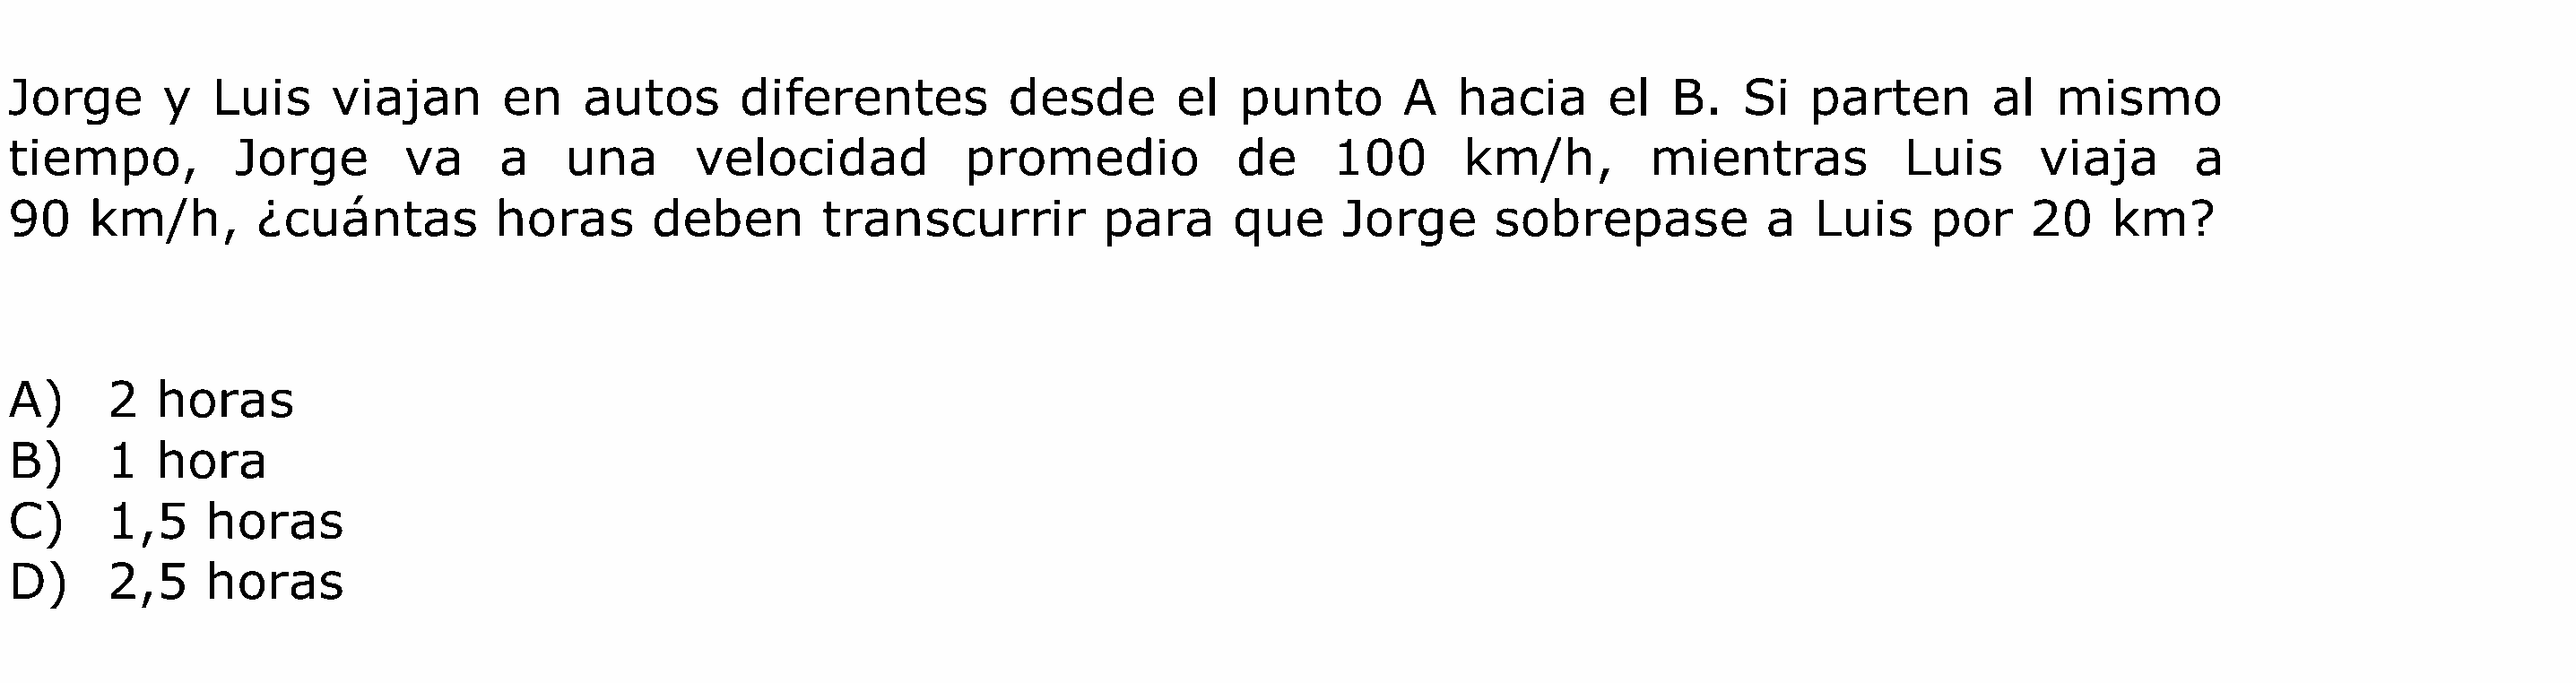 Jorge y Luis viajan en autos diferentes desde el punto A hacia el B. Si parten al mismo
tiempo, Jorge va a una velocidad promedio de 100 km/h, mientras Luis viaja a
90 km/h, ¿cuántas horas deben transcurrir para que Jorge sobrepase a Luis por 20 km?
A) 2 horas
B) 1 hora
C) 1,5 horas
D) 2,5 horas